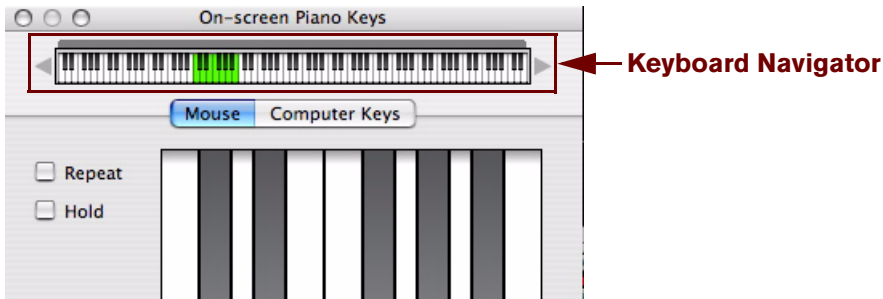 On-screen Piano Keys
Keyboard Navigator
Mouse Computer Keys
Repeat
Hold